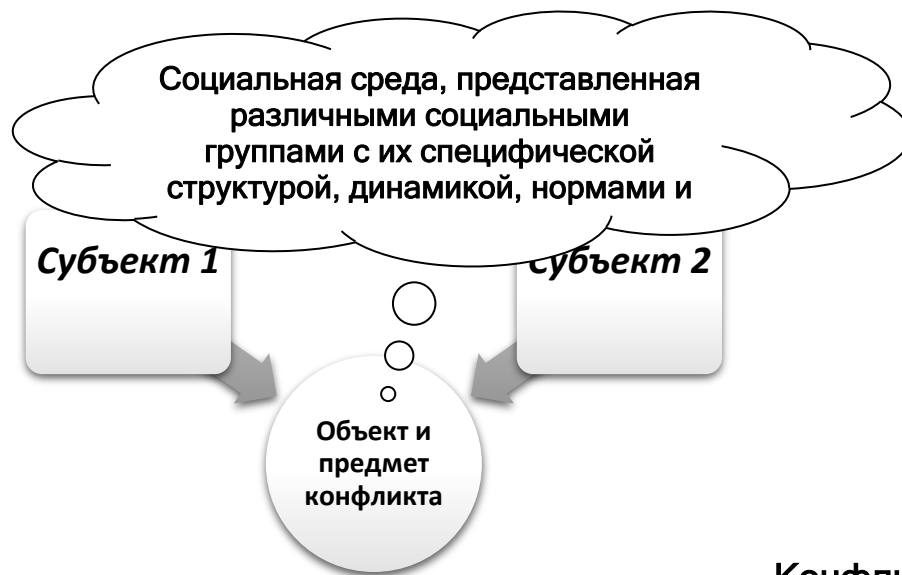 Социальная среда, представленная
различными социальными
группами с их специфической
структурой, динамикой, нормами и
Субъект 1
Субъект 2
Объект и
предмет
конфликта